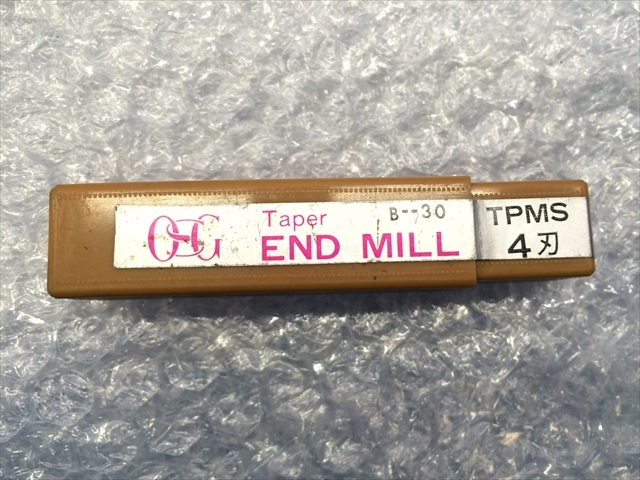 OSG
Taper B--30
END MILL
TPMS
4刃